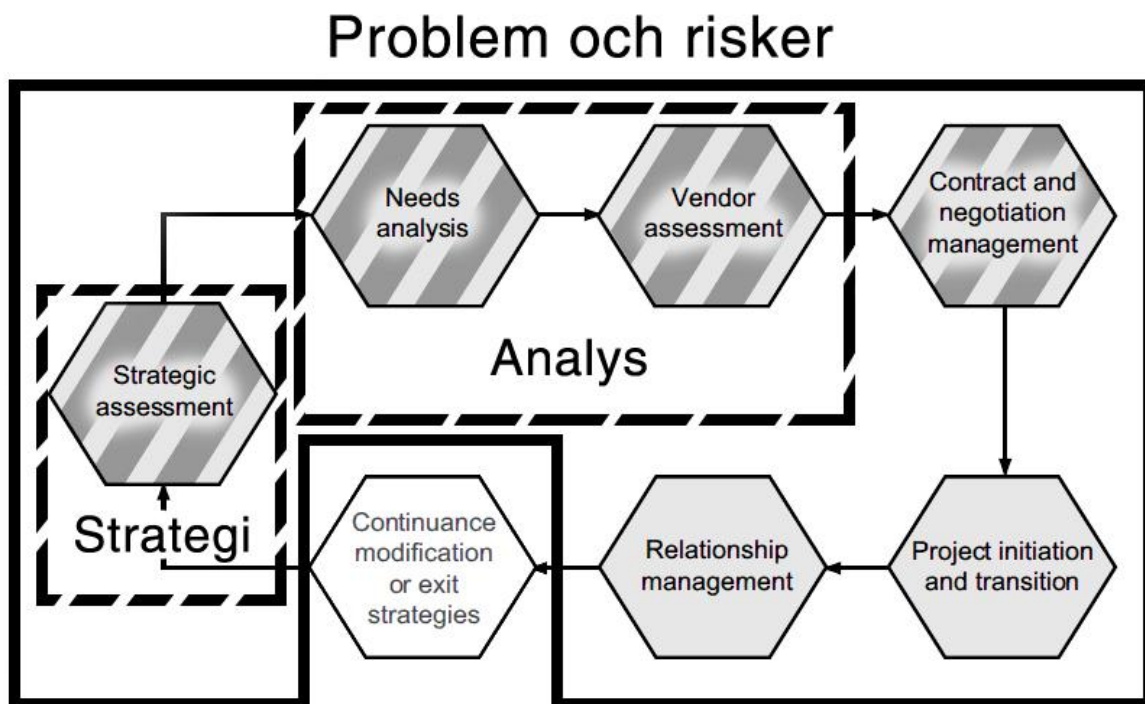 Problem och risker
Needs
analysis
Vendor
assessment
Contract and
negotiation
management
Analys
Strategic
assessment
Strategi
Continuance
modification
or exit
strategies
Relationship
management
Project initiation
and transition